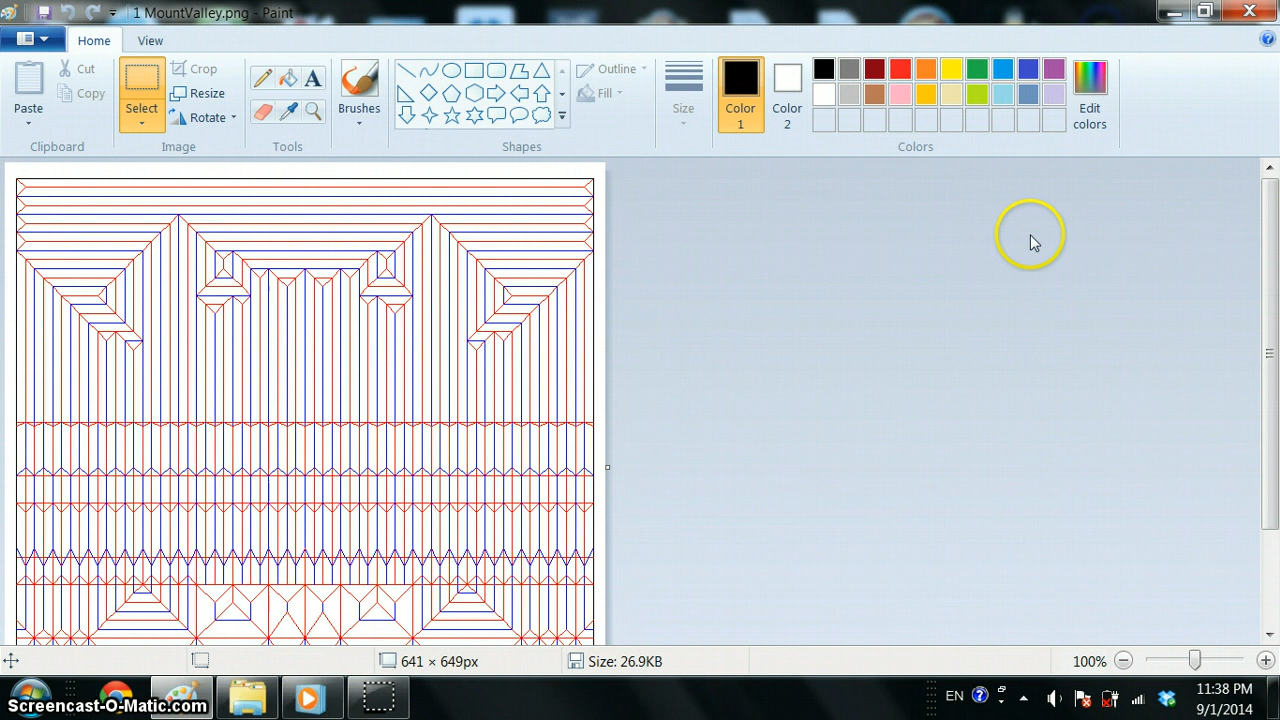 1 MountValley.png - Paint
Home View
Paste
Cut
Copy
Select
Crop
Resize
Rotate
Brushes
Outline
Fill
Size
Color 1
Color 2
Edit colors
Clipboard
Image
Tools
Shapes
Colors
641 × 649px
Size: 26.9KB
100%
EN
11:38 PM
9/1/2014
Screencast-O-Matic.com